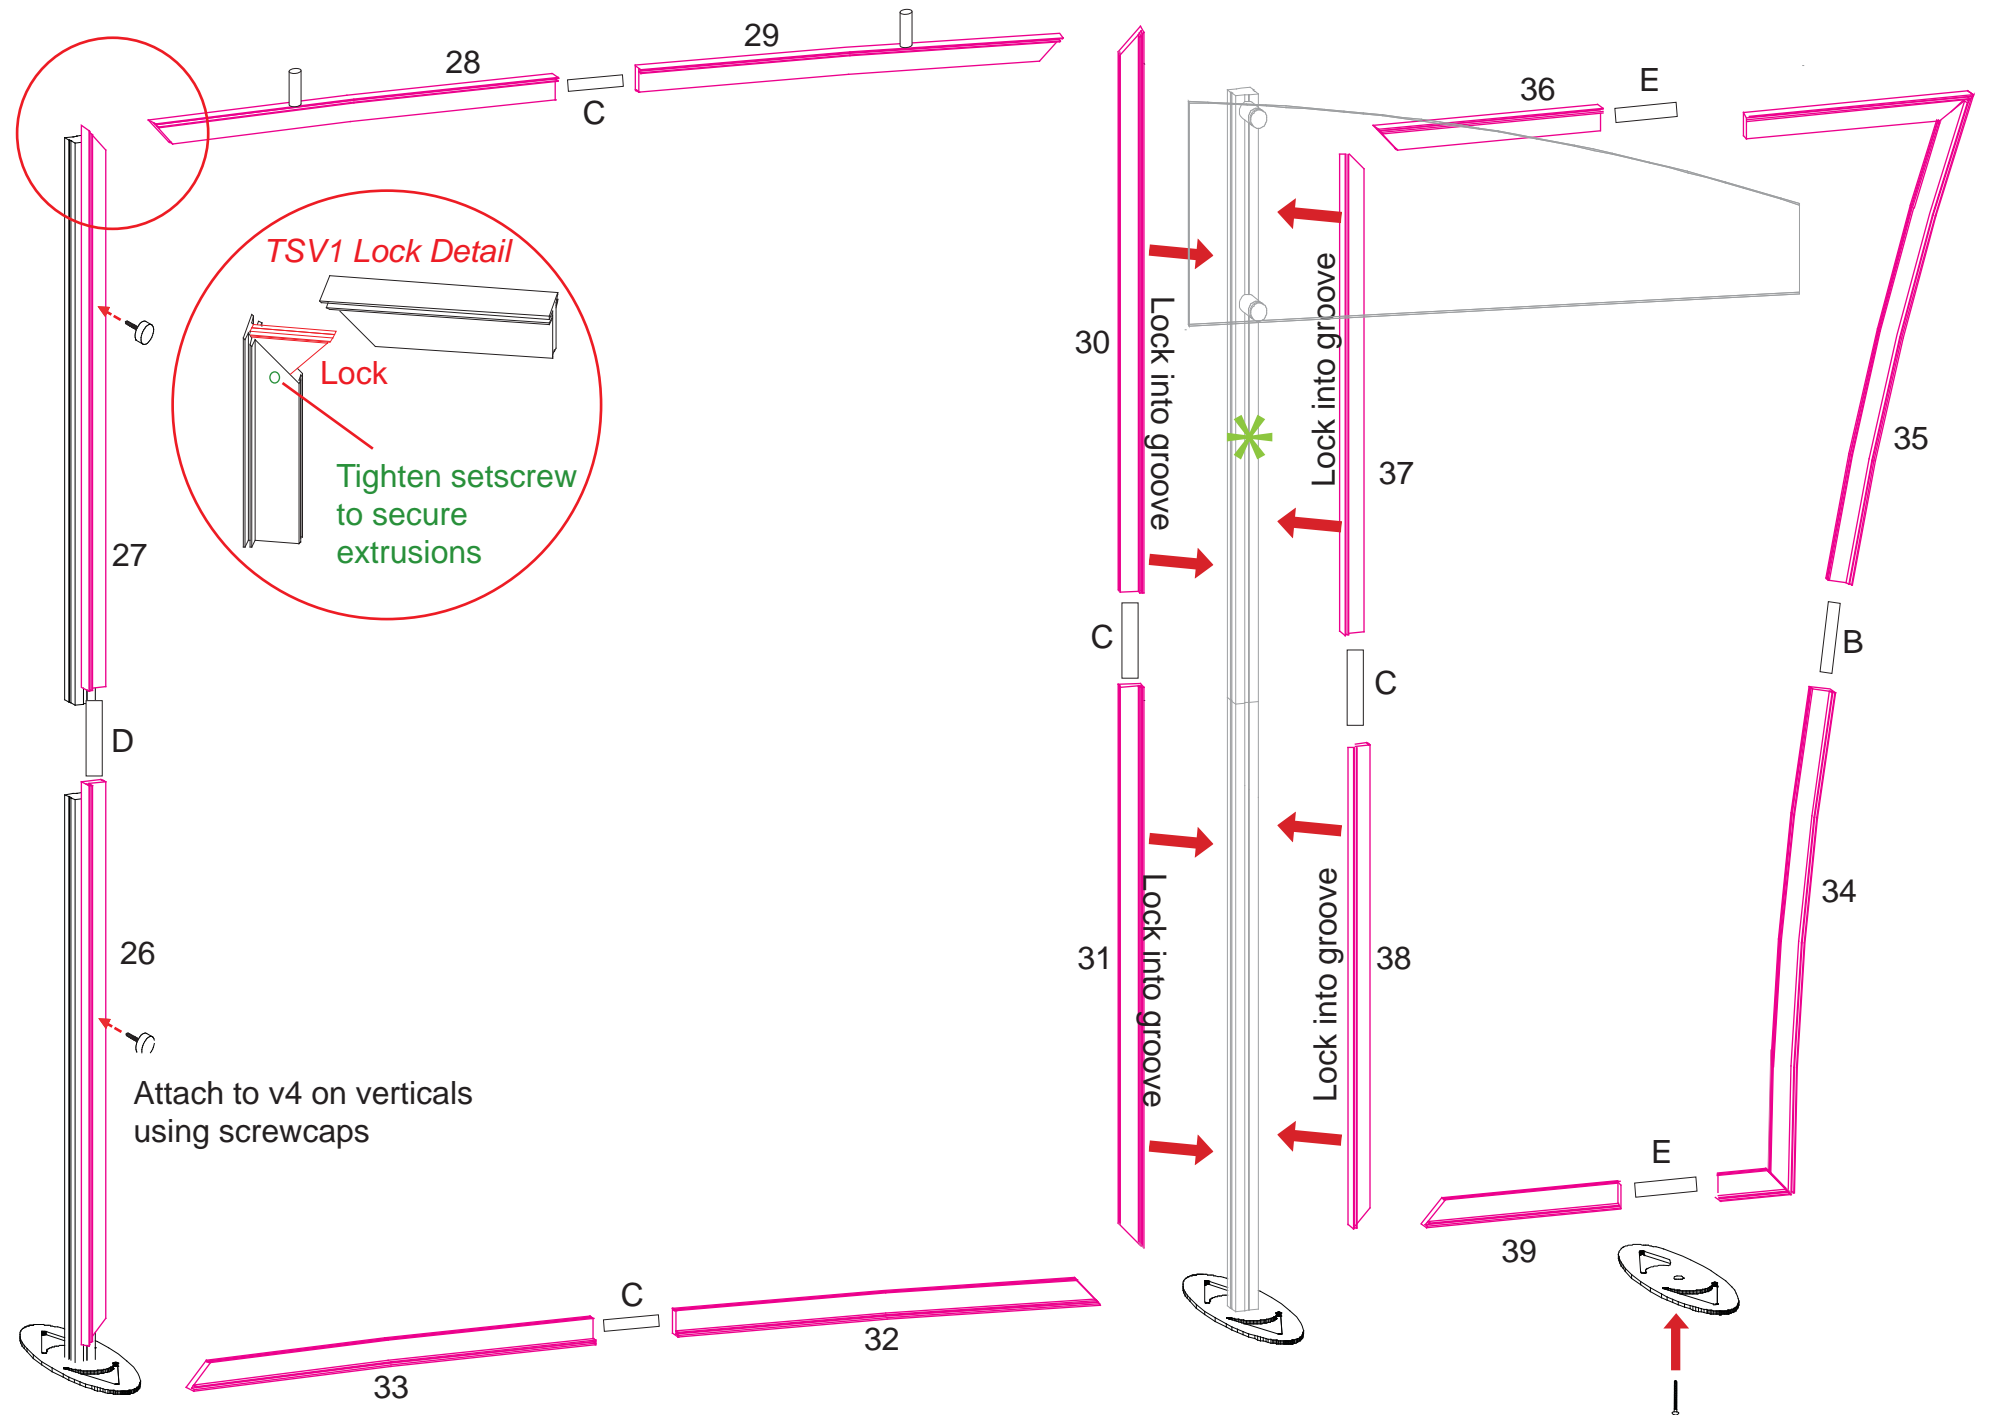 28
29
C
36
E
TSV1 Lock Detail
Lock
Tighten setscrew
to secure
extrusions
27
30
Lock into groove
Lock into groove
37
35
C
C
B
D
26
31
Lock into groove
Lock into groove
38
34
Attach to v4 on verticals
using screwcaps
E
39
C
32
33